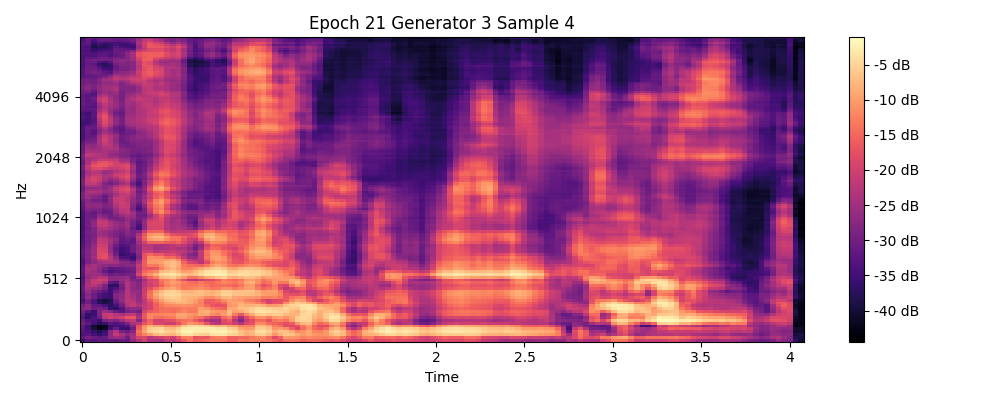 Epoch 21 Generator 3 Sample 4
Hz
4096
2048
1024
512
0
0 0.5 1 1.5 2 2.5 3 3.5 4
Time
-5 dB
-10 dB
-15 dB
-20 dB
-25 dB
-30 dB
-35 dB
-40 dB